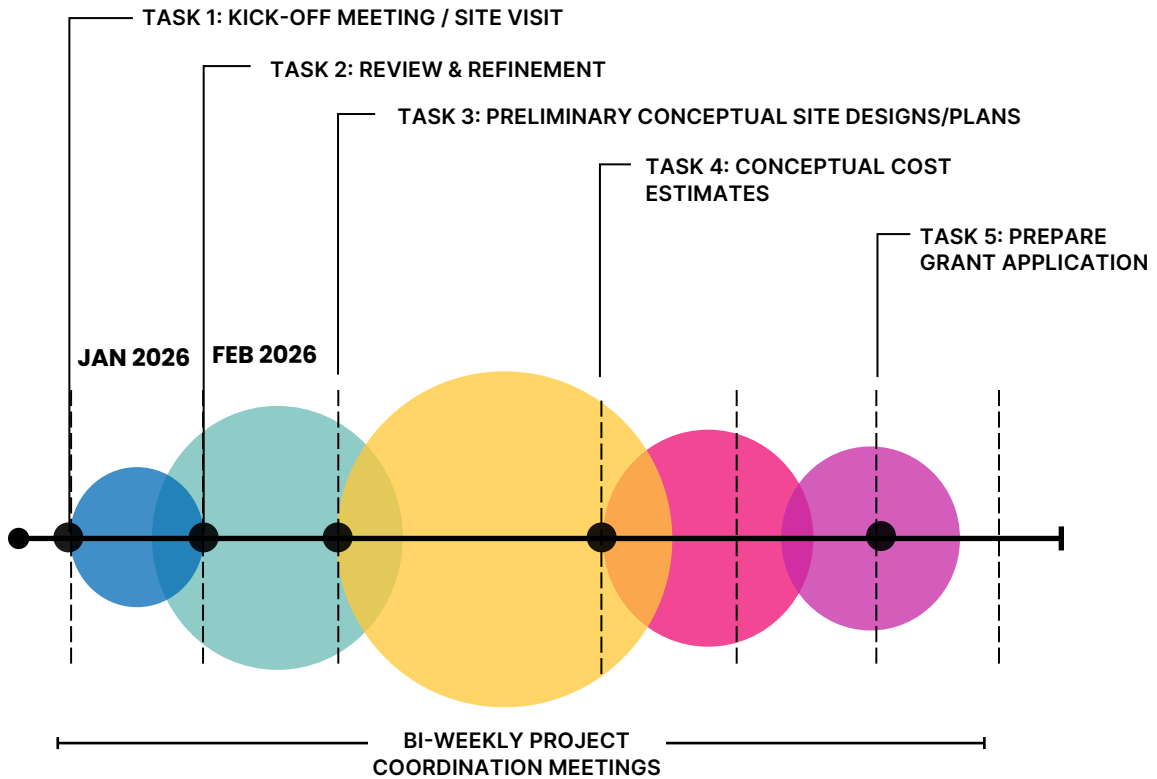 TASK 1: KICK-OFF MEETING / SITE VISIT
TASK 2: REVIEW & REFINEMENT
TASK 3: PRELIMINARY CONCEPTUAL SITE DESIGNS/PLANS
TASK 4: CONCEPTUAL COST
ESTIMATES
TASK 5: PREPARE
GRANT APPLICATION
JAN 2026
FEB 2026
BI-WEEKLY PROJECT
COORDINATION MEETINGS